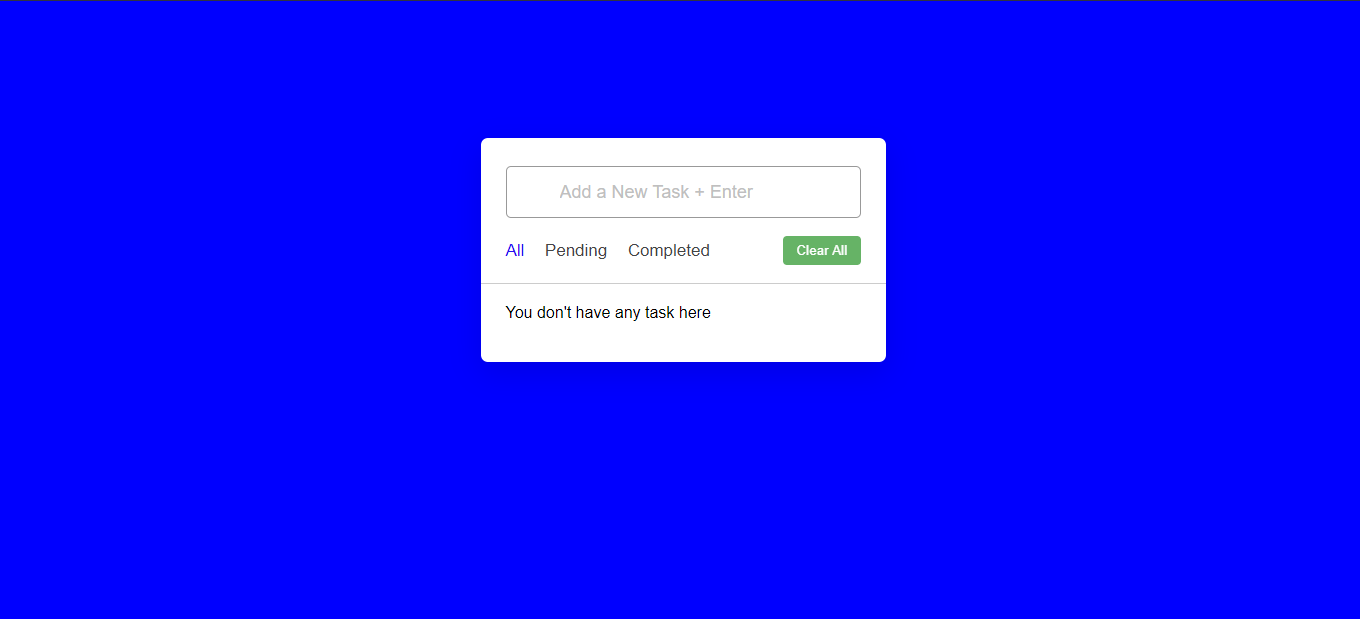 Add a New Task + Enter
All Pending Completed Clear All
You don't have any task here